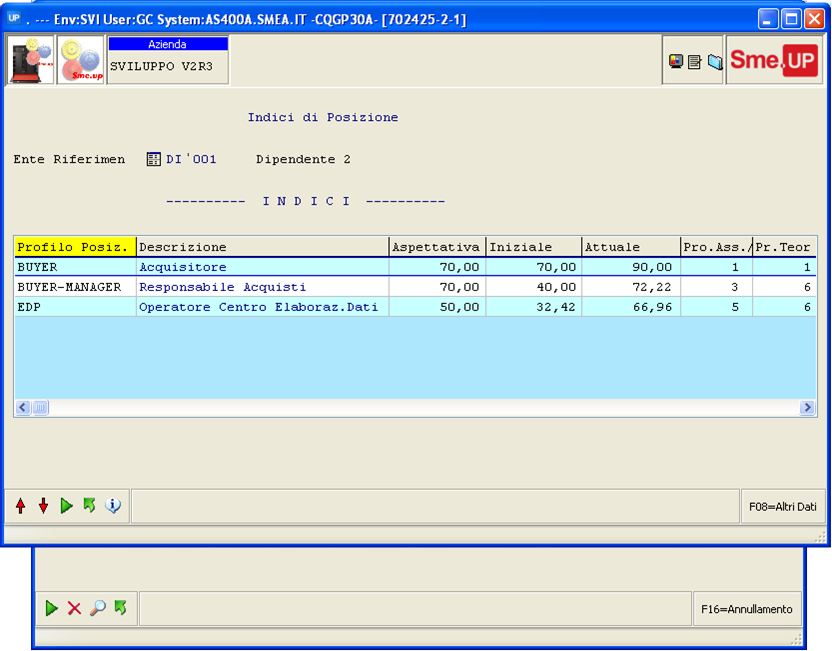 UP . --- Env:SVI User:GC System:AS400A.SMEA.IT -CQGP30A- [702425-2-1]
Sme.up
Azienda
SVILUPPO V2R3
Sme.UP
Indici di Posizione
Ente Riferimen DI'001 Dipendente 2
---------- I N D I C I ----------
Profilo Posiz. Descrizione Aspettativa Iniziale Attuale Pro.Ass./ Pr.Teor
BUYER Acquisitore 70,00 70,00 90,00 1 1
BUYER-MANAGER Responsabile Acquisti 70,00 40,00 72,22 3 6
EDP Operatore Centro Elaboraz.Dati 50,00 32,42 66,96 5 6
F08=Altri Dati
F16=Annullamento